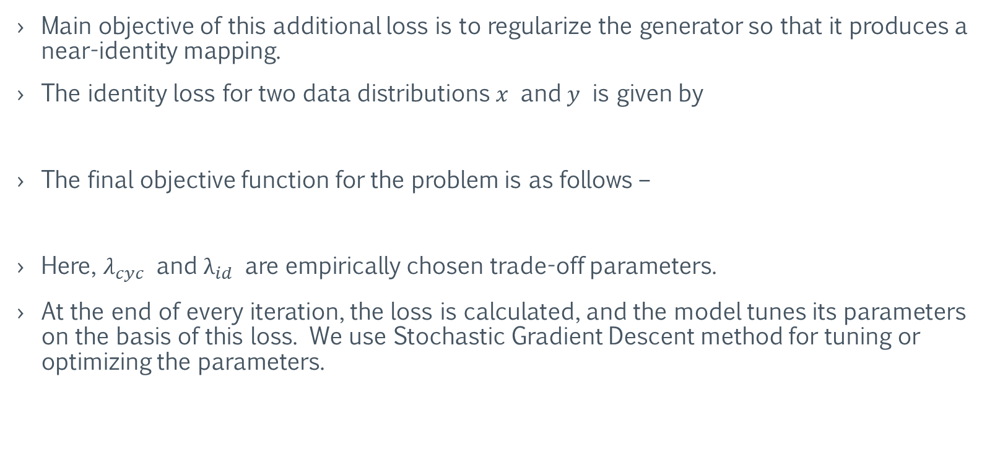 › Main objective of this additional loss is to regularize the generator so that it produces a
near-identity mapping.
› The identity loss for two data distributions x and y is given by
› The final objective function for the problem is as follows –
› Here, λ_cyc and λ_id are empirically chosen trade-off parameters.
› At the end of every iteration, the loss is calculated, and the model tunes its parameters
on the basis of this loss.  We use Stochastic Gradient Descent method for tuning or
optimizing the parameters.